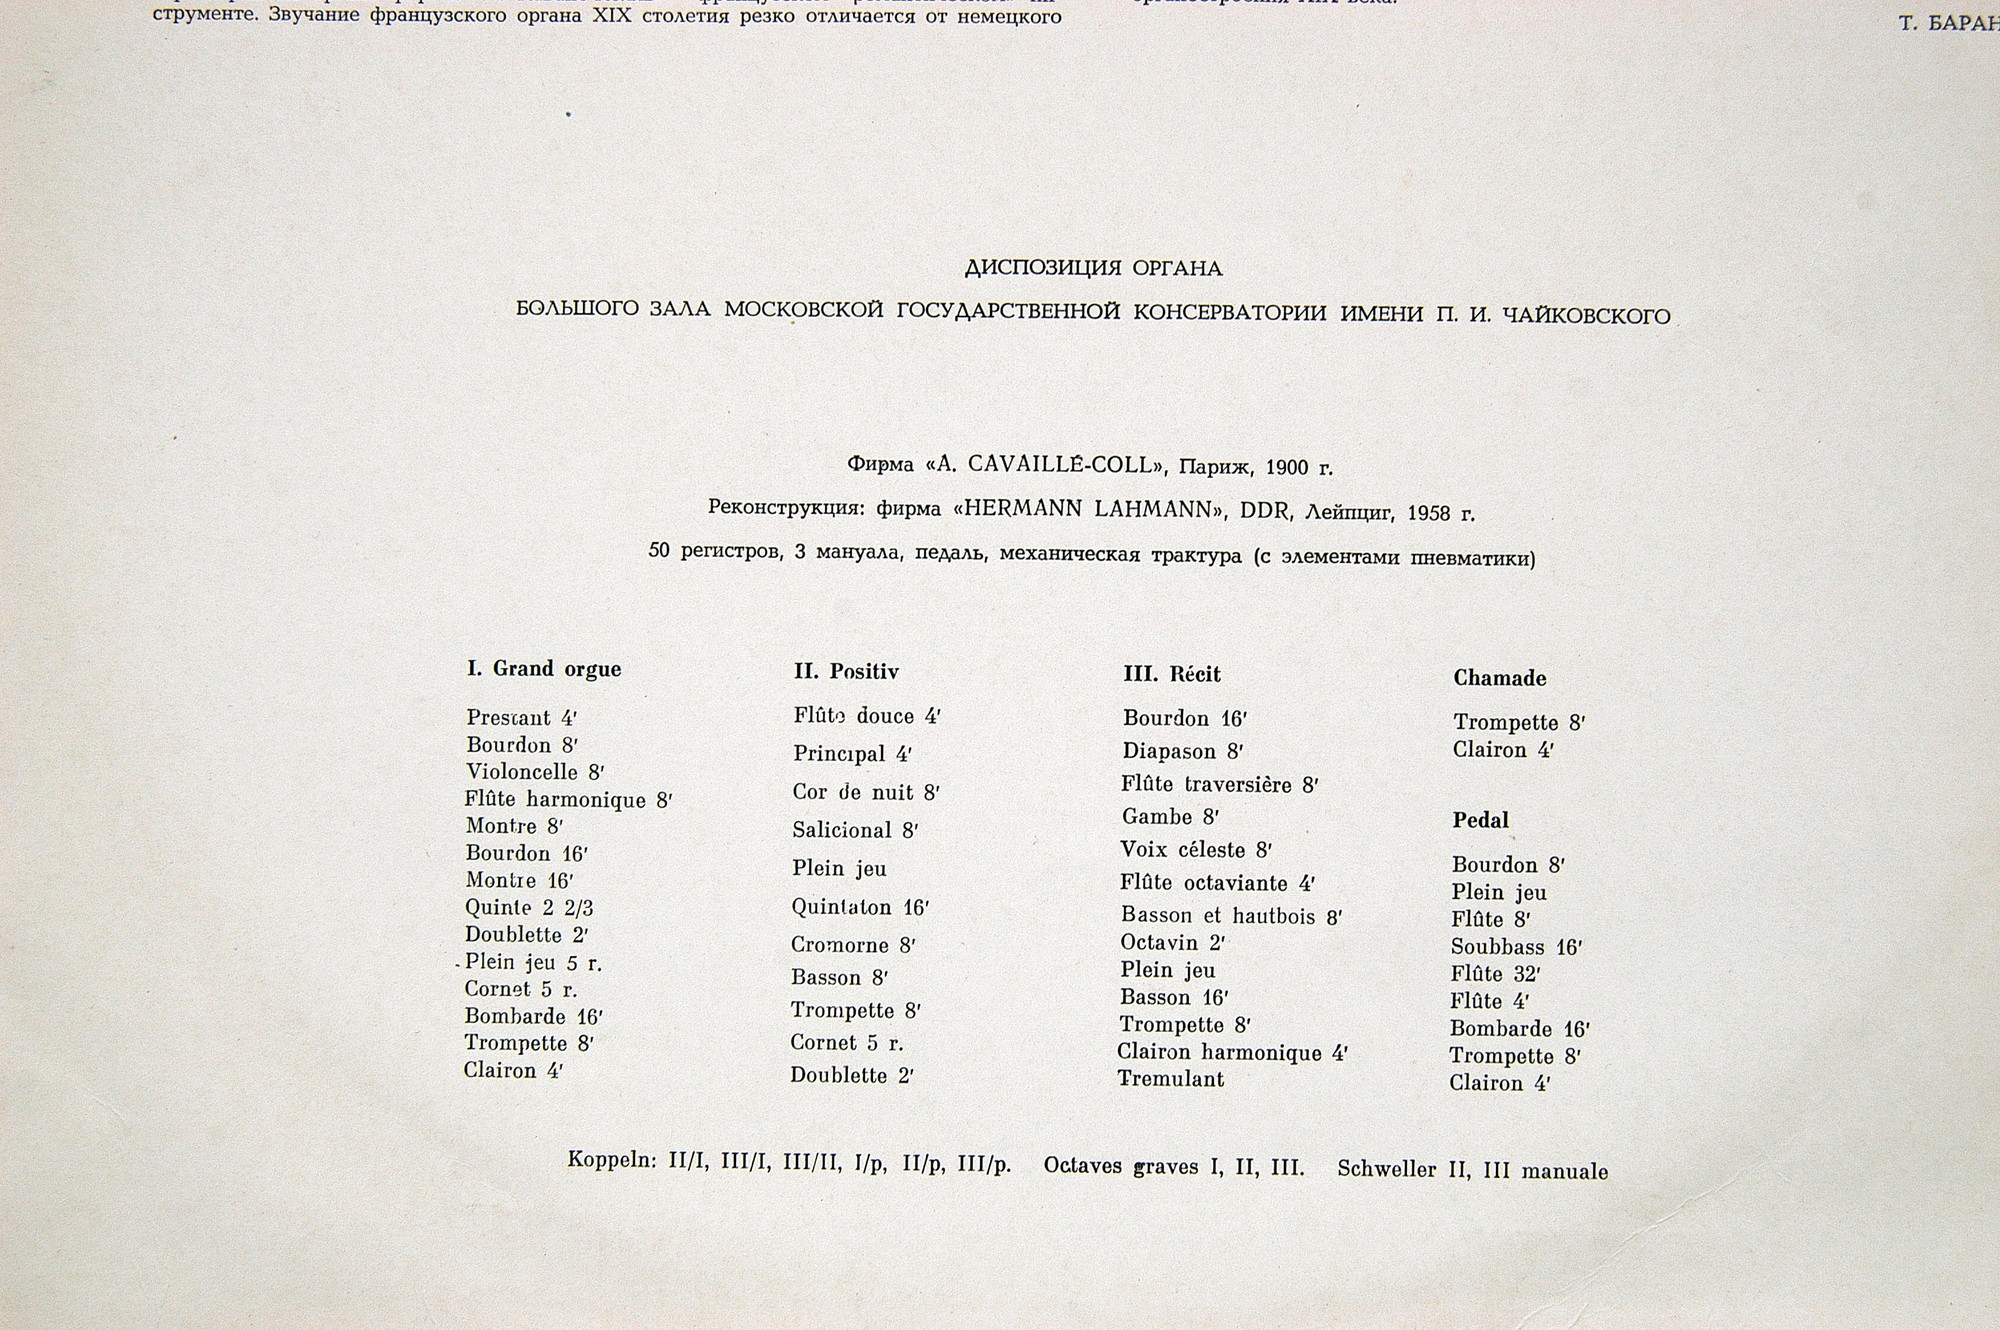 струменте. Звучание французского органа XIX столетия резко отличается от немецкого
Т. БАРАН
ДИСПОЗИЦИЯ ОРГАНА
БОЛЬШОГО ЗАЛА МОСКОВСКОЙ ГОСУДАРСТВЕННОЙ КОНСЕРВАТОРИИ ИМЕНИ П. И. ЧАЙКОВСКОГО
Фирма «A. CAVAILLÉ-COLL», Париж, 1900 г.
Реконструкция: фирма «HERMANN LAHMANN», DDR, Лейпциг, 1958 г.
50 регистров, 3 мануала, педаль, механическая трактура (с элементами пневматики)
I. Grand orgue
Prestant 4'
Bourdon 8'
Violoncelle 8'
Flûte harmonique 8'
Montre 8'
Bourdon 16'
Montre 16'
Quinte 2 2/3
Doublette 2'
Plein jeu 5 r.
Cornet 5 r.
Bombarde 16'
Trompette 8'
Clairon 4'
II. Positiv
Flûte douce 4'
Principal 4'
Cor de nuit 8'
Salicional 8'
Plein jeu
Quintaton 16'
Cromorne 8'
Basson 8'
Trompette 8'
Cornet 5 r.
Doublette 2'
III. Récit
Bourdon 16'
Diapason 8'
Flûte traversière 8'
Gambe 8'
Voix céleste 8'
Flûte octaviante 4'
Basson et hautbois 8'
Octavin 2'
Plein jeu
Basson 16'
Trompette 8'
Clairon harmonique 4'
Tremulant
Chamade
Trompette 8'
Clairon 4'
Pedal
Bourdon 8'
Plein jeu
Flûte 8'
Soubbass 16'
Flûte 32'
Flûte 4'
Bombarde 16'
Trompette 8'
Clairon 4'
Koppeln: II/I, III/I, III/II, I/p, II/p, III/p. Octaves graves I, II, III. Schweller II, III manuale